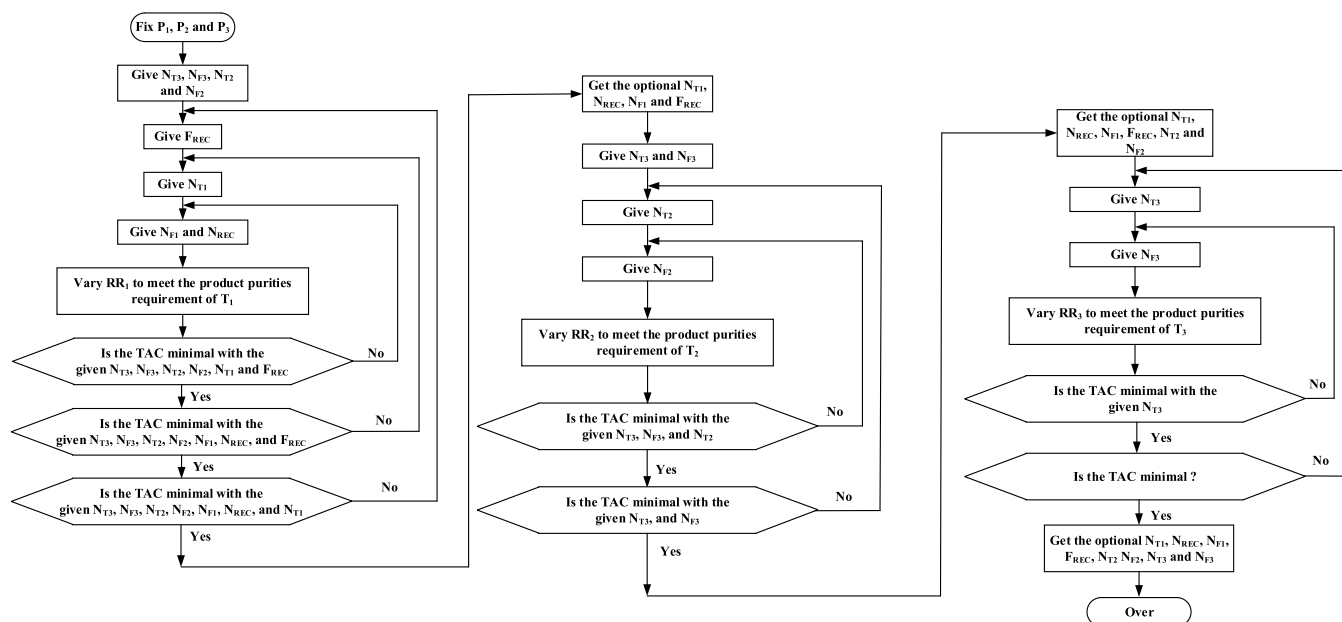 Fix P1, P2 and P3
Give NT3, NF3, NT2
and NF2
Give FREC
Give NT1
Give NF1 and NREC
Vary RR1 to meet the product purities
requirement of T1
Is the TAC minimal with the
given NT3, NF3, NT2, NF2, NT1 and FREC
No
Yes
Is the TAC minimal with the
given NT3, NF3, NT2, NF2, NF1, NREC, and FREC
No
Yes
Is the TAC minimal with the
given NT3, NF3, NT2, NF2, NF1, NREC, and NT1
No
Yes
Get the optional NT1,
NREC, NF1 and FREC
Give NT3 and NF3
Give NT2
Give NF2
Vary RR2 to meet the product purities
requirement of T2
Is the TAC minimal with the
given NT3, NF3, and NT2
No
Yes
Is the TAC minimal with the
given NT3, and NF3
No
Yes
Get the optional NT1,
NREC, NF1, FREC, NT2 and
NF2
Give NT3
Give NF3
Vary RR3 to meet the product purities
requirement of T3
Is the TAC minimal with the
given NT3
No
Yes
Is the TAC minimal ?
No
Yes
Get the optional NT1, NREC, NF1,
FREC, NT2 NF2, NT3 and NF3
Over